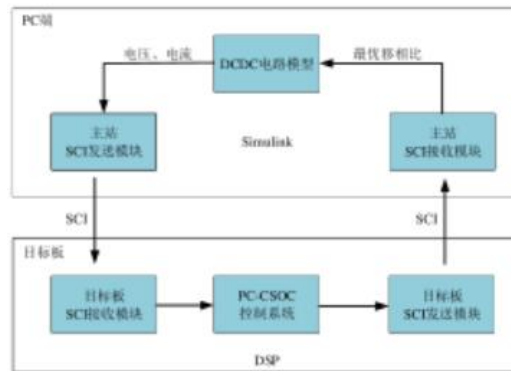 PC端
电压、电流
DCDC电路模型
最优移相比
主站
SCI发送模块
Simulink
主站
SCI接收模块
SCI
SCI
目标板
目标板
SCI接收模块
PC-CSOC
控制系统
目标板
SCI发送模块
DSP